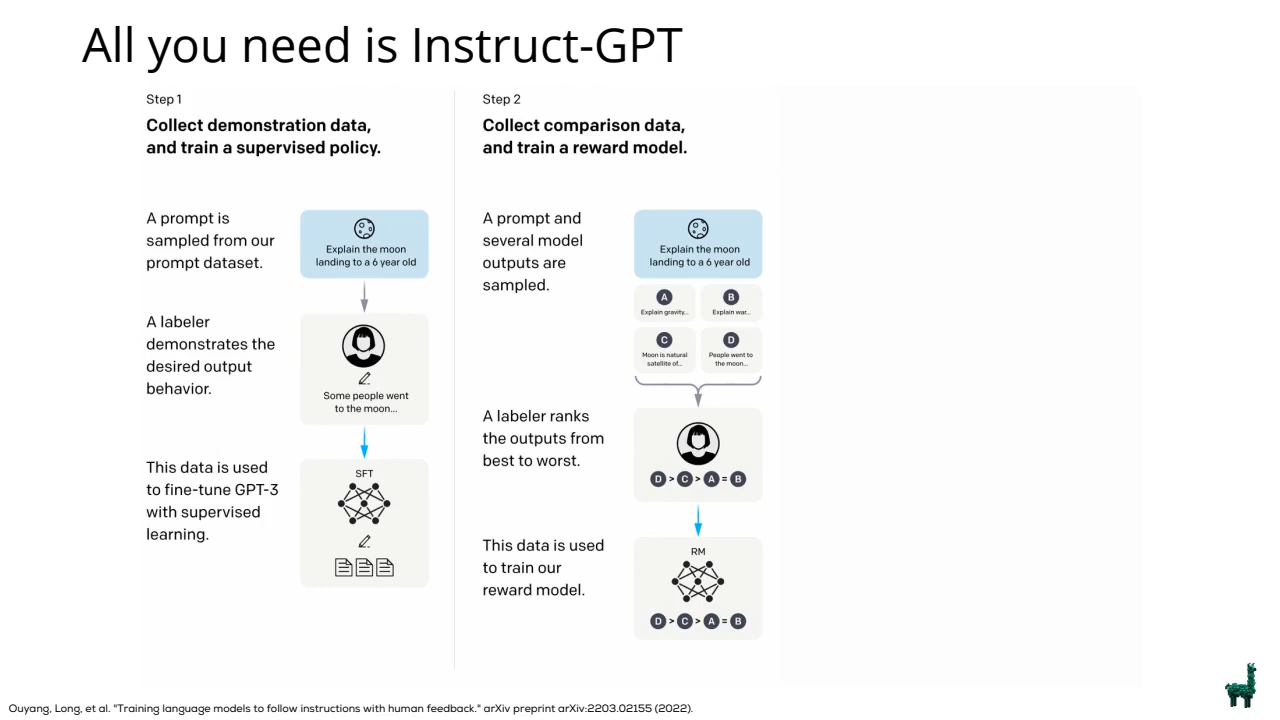 All you need is Instruct-GPT
Step 1
Collect demonstration data,
and train a supervised policy.
A prompt is
sampled from our
prompt dataset.
Explain the moon
landing to a 6 year old
A labeler
demonstrates the
desired output
behavior.
Some people went
to the moon...
This data is used
to fine-tune GPT-3
with supervised
learning.
SFT
Step 2
Collect comparison data,
and train a reward model.
A prompt and
several model
outputs are
sampled.
Explain the moon
landing to a 6 year old
A
Explain gravity...
B
Explain war...
C
Moon is natural
satellite of...
D
People went to
the moon...
A labeler ranks
the outputs from
best to worst.
D > C > A = B
This data is used
to train our
reward model.
RM
D > C > A = B
Ouyang, Long, et al. "Training language models to follow instructions with human feedback." arXiv preprint arXiv:2203.02155 (2022).